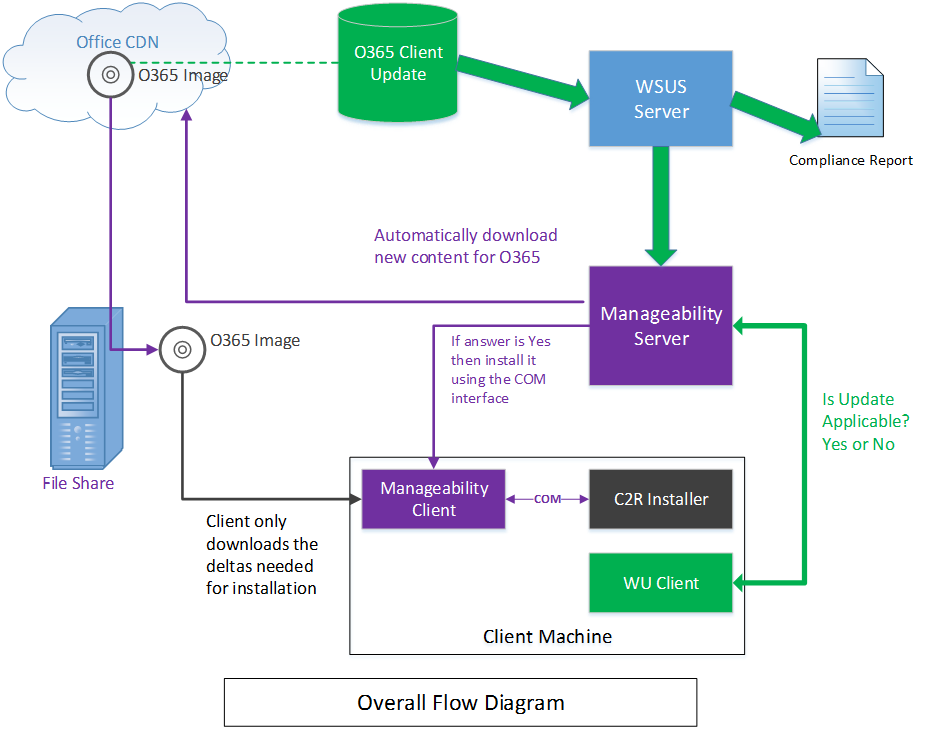 Office CDN
O365 Image
O365 Client
Update
WSUS
Server
Compliance Report
Automatically download
new content for O365
Manageability
Server
O365 Image
If answer is Yes
then install it
using the COM
interface
Is Update
Applicable?
Yes or No
File Share
Manageability
Client
COM
C2R Installer
Client only
downloads the
deltas needed
for installation
WU Client
Client Machine
Overall Flow Diagram